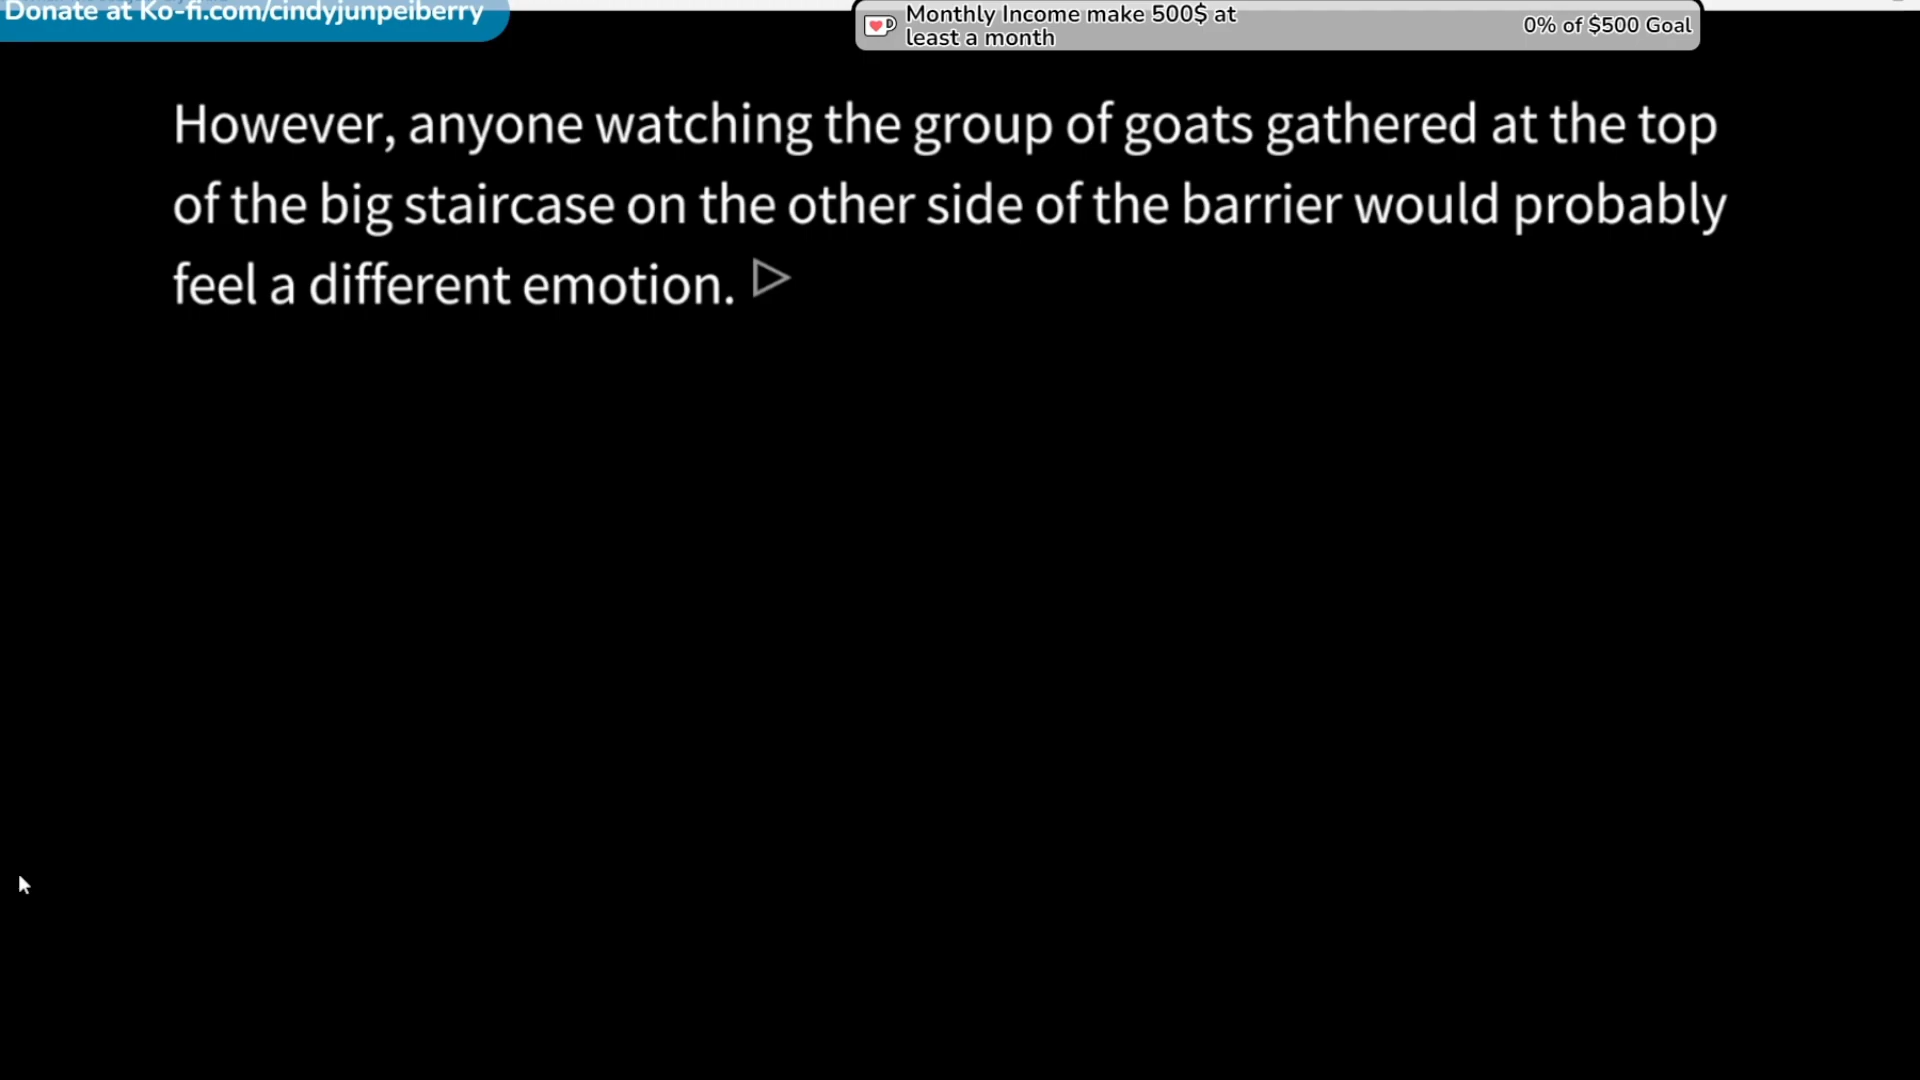 Donate at Ko-fi.com/cindyjunpeiberry
Monthly Income make 500$ at
least a month
0% of $500 Goal
However, anyone watching the group of goats gathered at the top
of the big staircase on the other side of the barrier would probably
feel a different emotion.